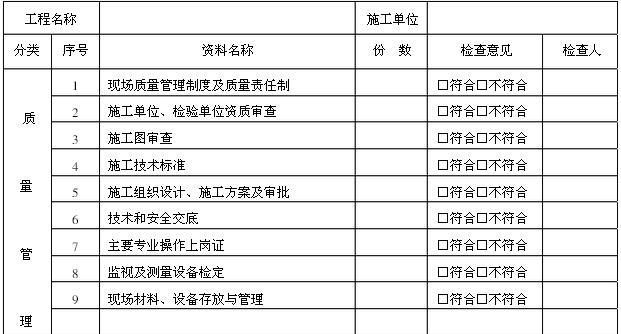 工程名称 施工单位
分类 序号 资料名称 份 数 检查意见 检查人
质量管理
1 现场质量管理制度及质量责任制 □符合□不符合
2 施工单位、检验单位资质审查 □符合□不符合
3 施工图审查 □符合□不符合
4 施工技术标准 □符合□不符合
5 施工组织设计、施工方案及审批 □符合□不符合
6 技术和安全交底 □符合□不符合
7 主要专业操作上岗证 □符合□不符合
8 监视及测量设备检定 □符合□不符合
9 现场材料、设备存放与管理 □符合□不符合